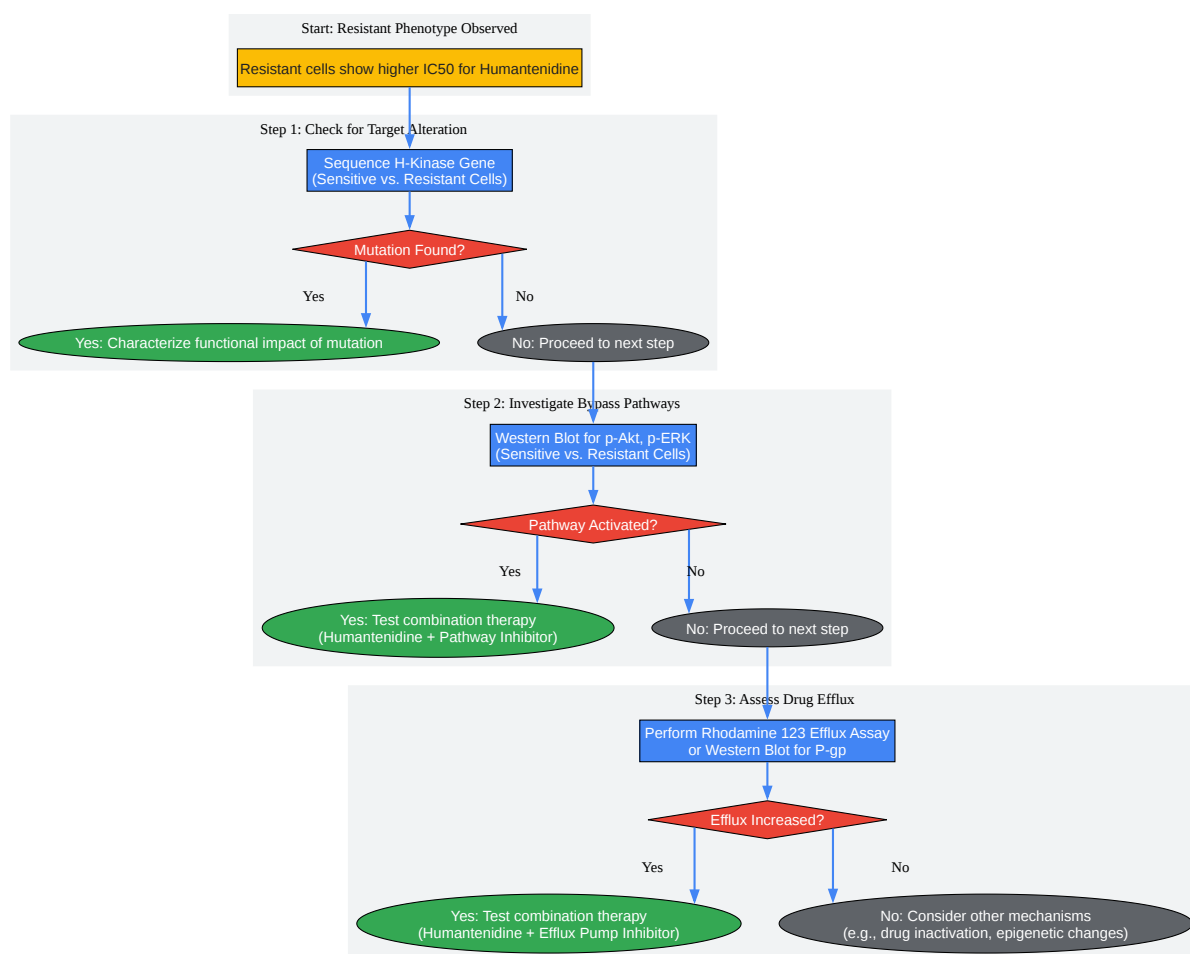 Start: Resistant Phenotype Observed
Resistant cells show higher IC50 for Humantenidine
Step 1: Check for Target Alteration
Sequence H-Kinase Gene
(Sensitive vs. Resistant Cells)
Mutation Found?
Yes
No
Yes: Characterize functional impact of mutation
No: Proceed to next step
Step 2: Investigate Bypass Pathways
Western Blot for p-Akt, p-ERK
(Sensitive vs. Resistant Cells)
Pathway Activated?
Yes
No
Yes: Test combination therapy
(Humantenidine + Pathway Inhibitor)
No: Proceed to next step
Step 3: Assess Drug Efflux
Perform Rhodamine 123 Efflux Assay
or Western Blot for P-gp
Efflux Increased?
Yes
No
Yes: Test combination therapy
(Humantenidine + Efflux Pump Inhibitor)
No: Consider other mechanisms
(e.g., drug inactivation, epigenetic changes)